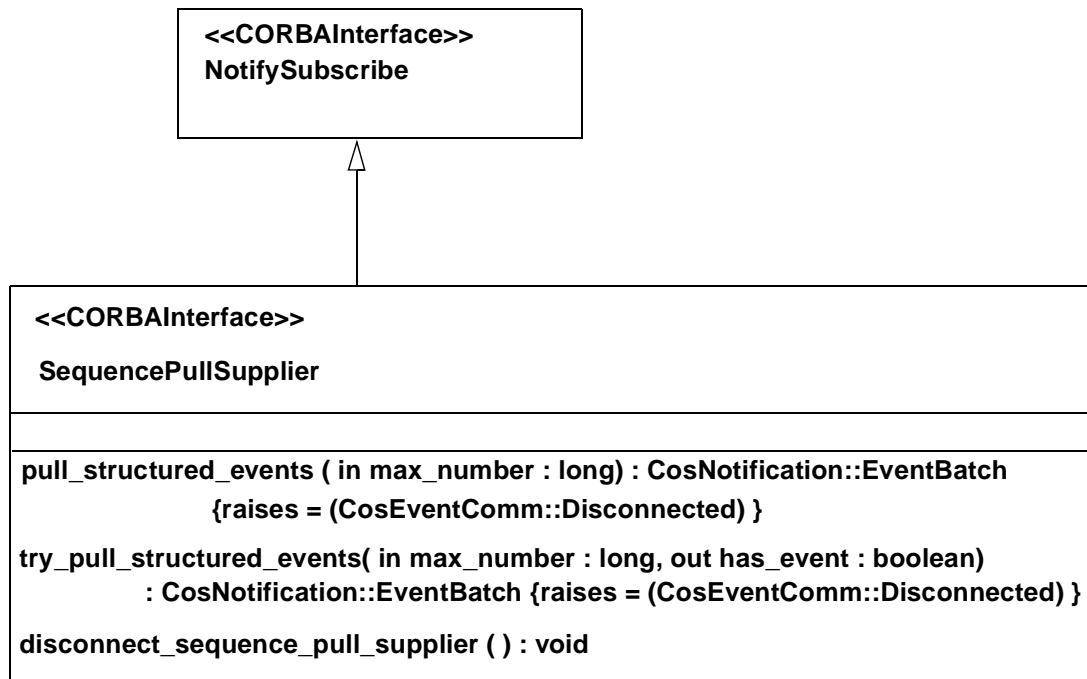 <<CORBAInterface>>
NotifySubscribe
<<CORBAInterface>>
SequencePullSupplier
pull_structured_events ( in max_number : long) : CosNotification::EventBatch
{raises = (CosEventComm::Disconnected) }
try_pull_structured_events( in max_number : long, out has_event : boolean)
: CosNotification::EventBatch {raises = (CosEventComm::Disconnected) }
disconnect_sequence_pull_supplier ( ) : void